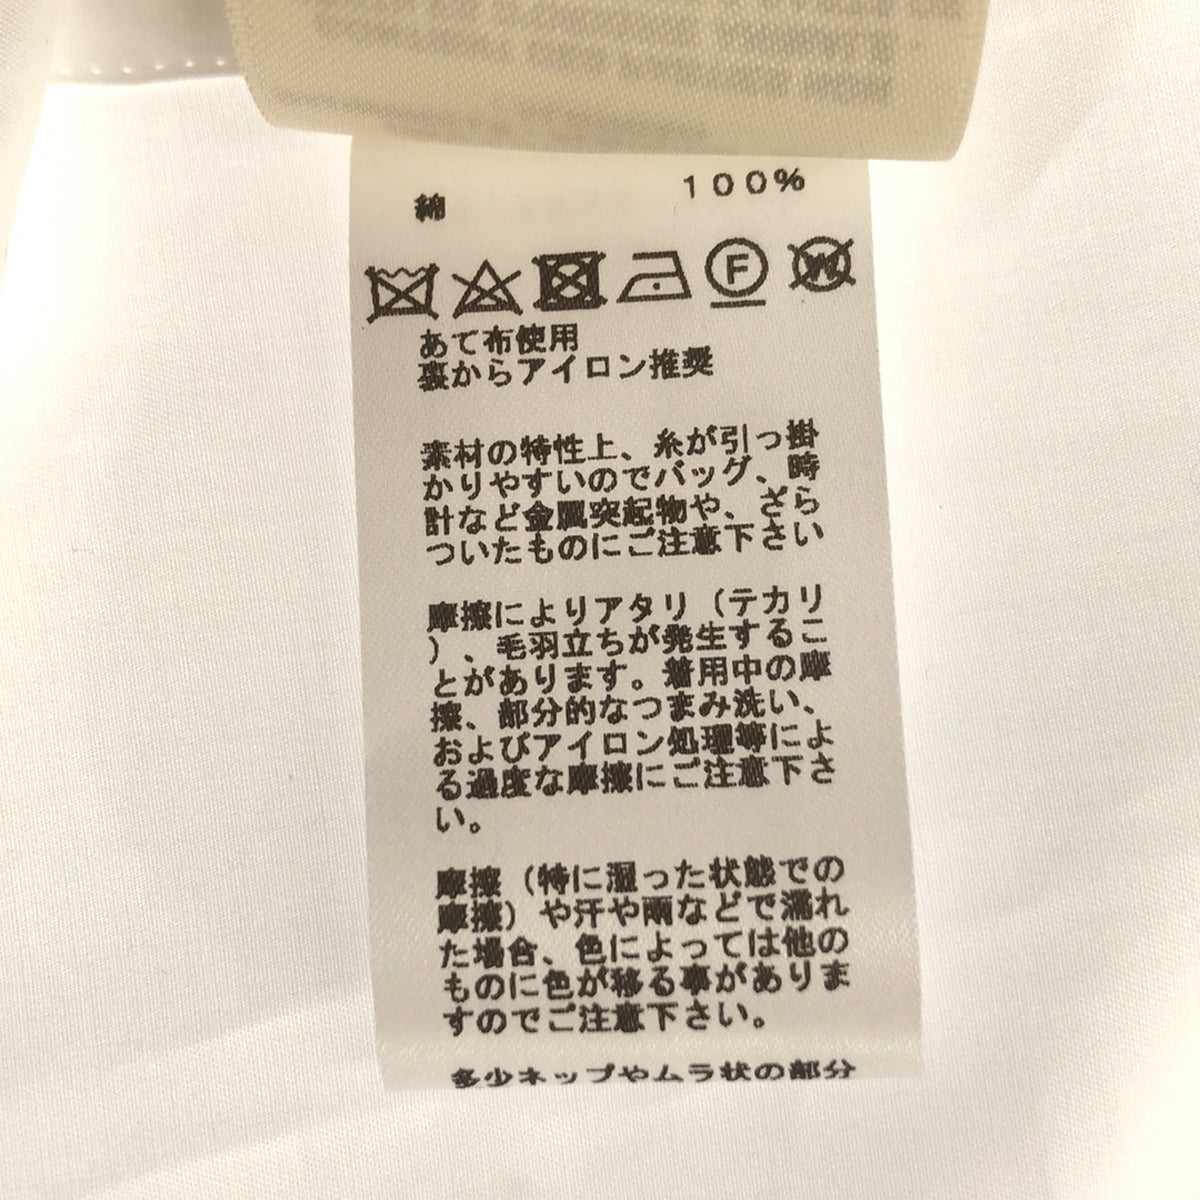 綿 100%
F W
あて布使用
裏からアイロン推奨
素材の特性上、糸が引っ掛
かりやすいのでバッグ、時
計など金属突起物や、ざら
ついたものにご注意下さい
摩擦によりアタリ（テカリ
）、毛羽立ちが発生するこ
とがあります。着用中の摩
擦、部分的なつまみ洗い、
およびアイロン処理等によ
る過度な摩擦にご注意下さ
い。
摩擦（特に湿った状態での
摩擦）や汗や雨などで濡れ
た場合、色によっては他の
ものに色が移る事がありま
すのでご注意下さい。
多少ネップやムラ状の部分